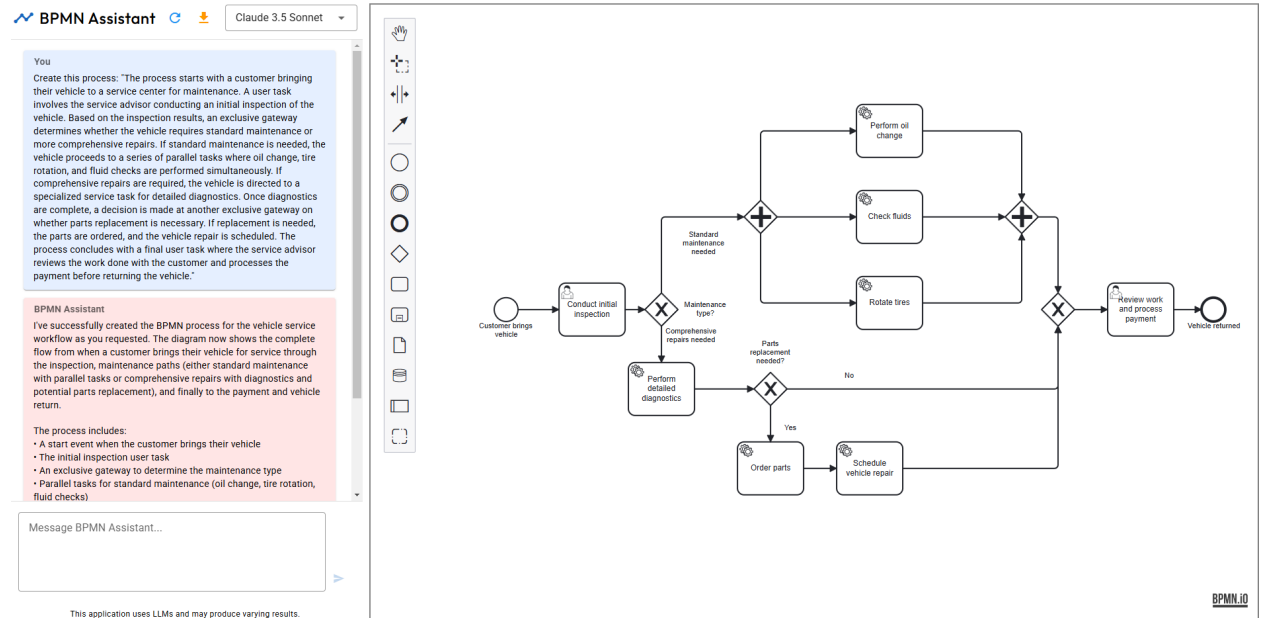 BPMN Assistant
Claude 3.5 Sonnet
You
Create this process: "The process starts with a customer bringing
their vehicle to a service center for maintenance. A user task
involves the service advisor conducting an initial inspection of the
vehicle. Based on the inspection results, an exclusive gateway
determines whether the vehicle requires standard maintenance or
more comprehensive repairs. If standard maintenance is needed, the
vehicle proceeds to a series of parallel tasks where oil change, tire
rotation, and fluid checks are performed simultaneously. If
comprehensive repairs are required, the vehicle is directed to a
specialized service task for detailed diagnostics. Once diagnostics
are complete, a decision is made at another exclusive gateway on
whether parts replacement is necessary. If replacement is needed,
the parts are ordered, and the vehicle repair is scheduled. The
process concludes with a final user task where the service advisor
reviews the work done with the customer and processes the
payment before returning the vehicle."
BPMN Assistant
I've successfully created the BPMN process for the vehicle service
workflow as you requested. The diagram now shows the complete
flow from when a customer brings their vehicle for service through
the inspection, maintenance paths (either standard maintenance
with parallel tasks or comprehensive repairs with diagnostics and
potential parts replacement), and finally to the payment and vehicle
return.
The process includes:
• A start event when the customer brings their vehicle
• The initial inspection user task
• An exclusive gateway to determine the maintenance type
• Parallel tasks for standard maintenance (oil change, tire rotation,
fluid checks)
Message BPMN Assistant...
This application uses LLMs and may produce varying results.
Customer brings
vehicle
Conduct initial
inspection
Maintenance
type?
Standard
maintenance
needed
Comprehensive
repairs needed
Perform oil
change
Check fluids
Rotate tires
Perform
detailed
diagnostics
Parts
replacement
needed?
No
Yes
Order parts
Schedule
vehicle repair
Review work
and process
payment
Vehicle returned
BPMN.iO